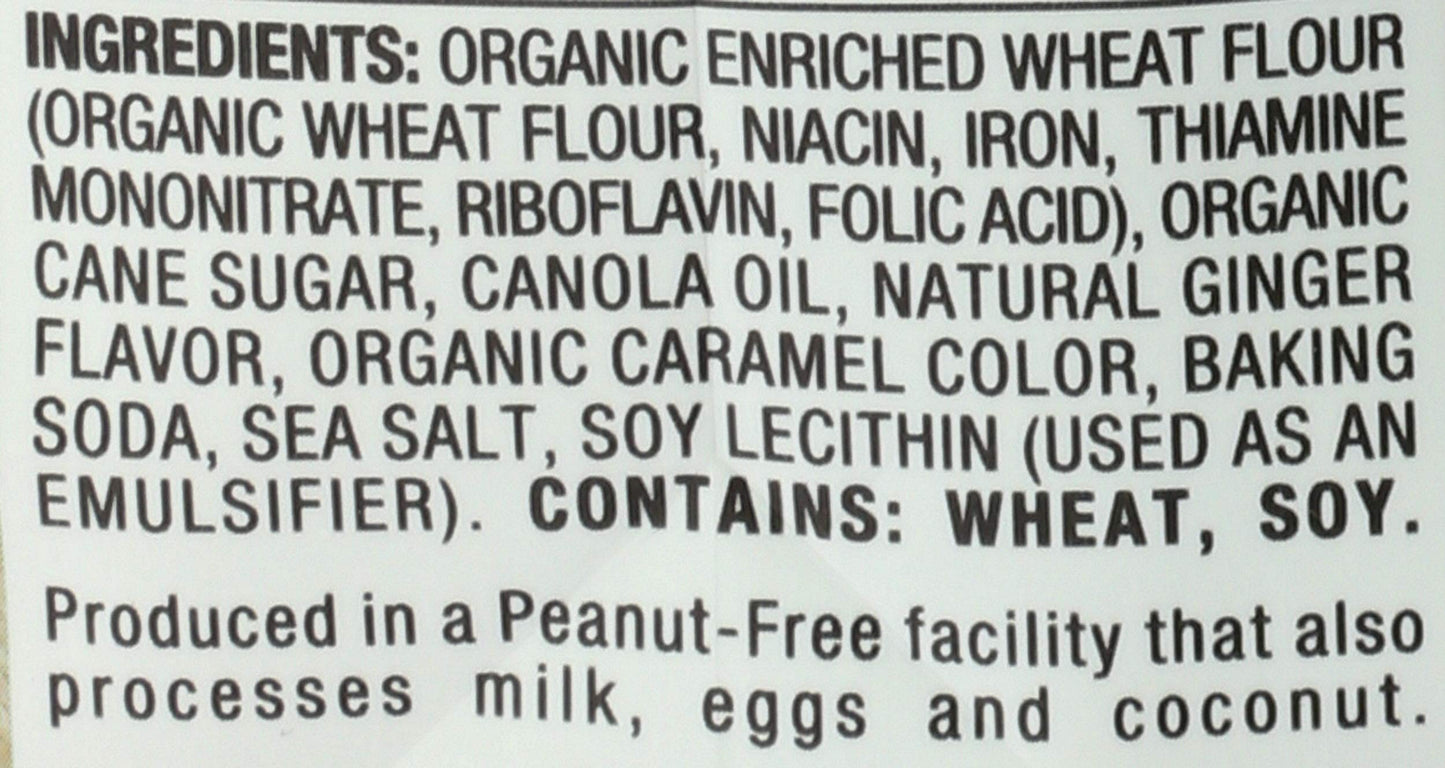 INGREDIENTS: ORGANIC ENRICHED WHEAT FLOUR
(ORGANIC WHEAT FLOUR, NIACIN, IRON, THIAMINE
MONONITRATE, RIBOFLAVIN, FOLIC ACID), ORGANIC
CANE SUGAR, CANOLA OIL, NATURAL GINGER
FLAVOR, ORGANIC CARAMEL COLOR, BAKING
SODA, SEA SALT, SOY LECITHIN (USED AS AN
EMULSIFIER). CONTAINS: WHEAT, SOY.
Produced in a Peanut-Free facility that also
processes milk, eggs and coconut.